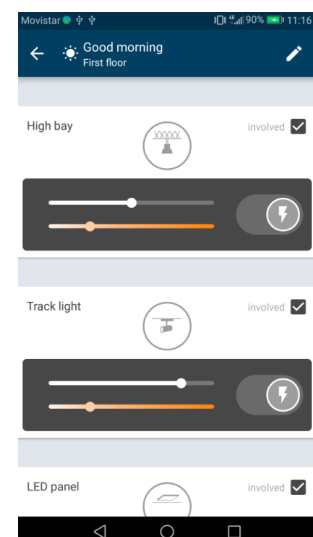 Movistar 90% 11:16
Good morning
First floor
High bay involved
Track light involved
LED panel involved